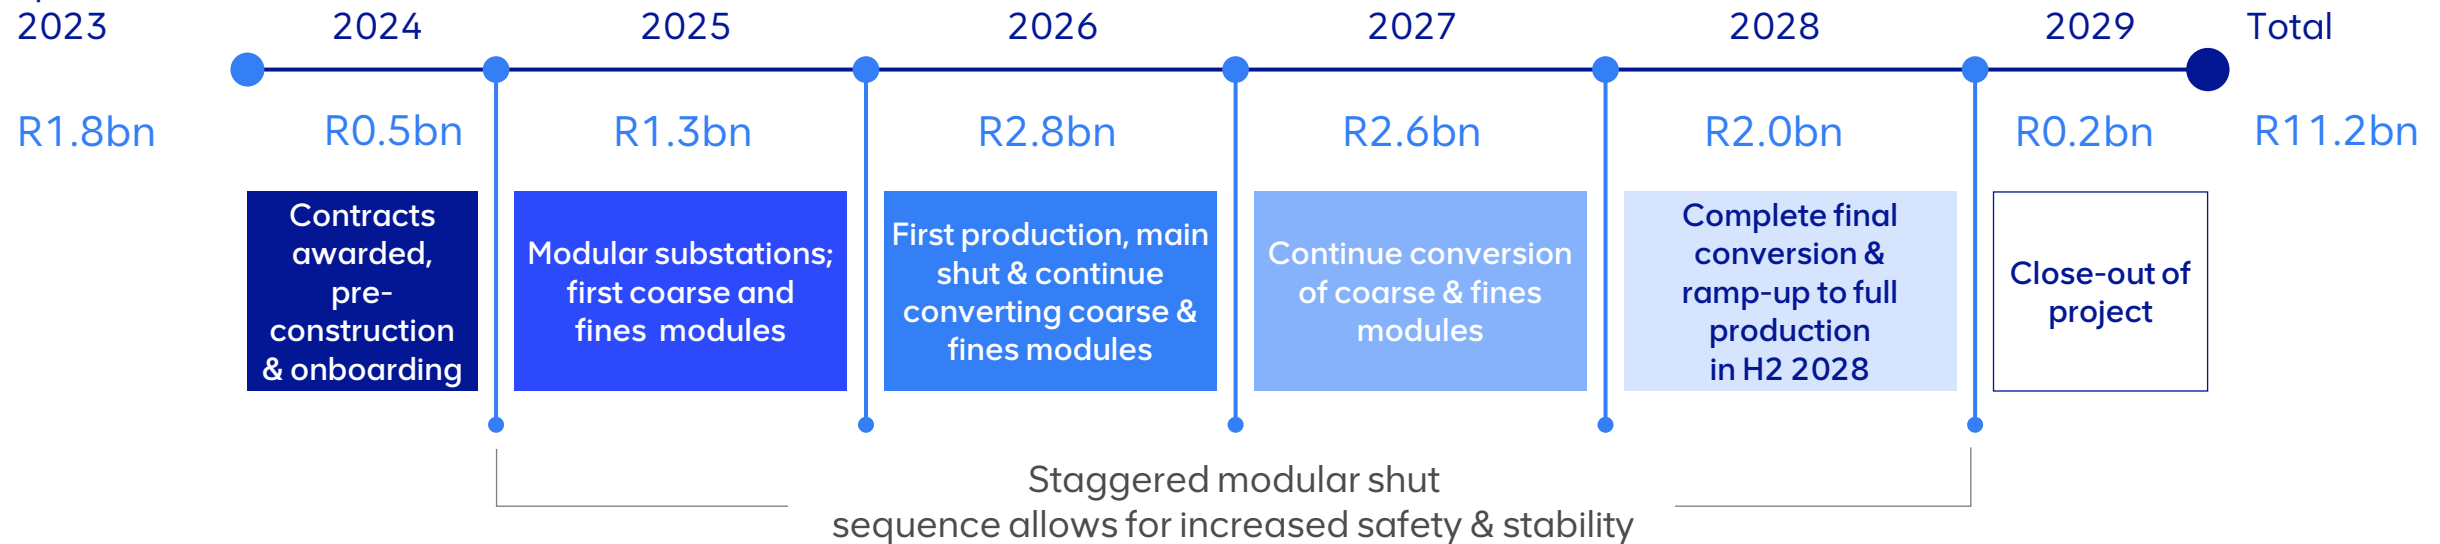 2023
2024
2025
2026
2027
2028
2029
Total
R1.8bn
R0.5bn
R1.3bn
R2.8bn
R2.6bn
R2.0bn
R0.2bn
R11.2bn
Contracts
awarded,
pre-
construction
& onboarding
Modular substations;
first coarse and
fines modules
First production, main
shut & continue
converting coarse &
fines modules
Continue conversion
of coarse & fines
modules
Complete final
conversion &
ramp-up to full
production
in H2 2028
Close-out of
project
Staggered modular shut
sequence allows for increased safety & stability